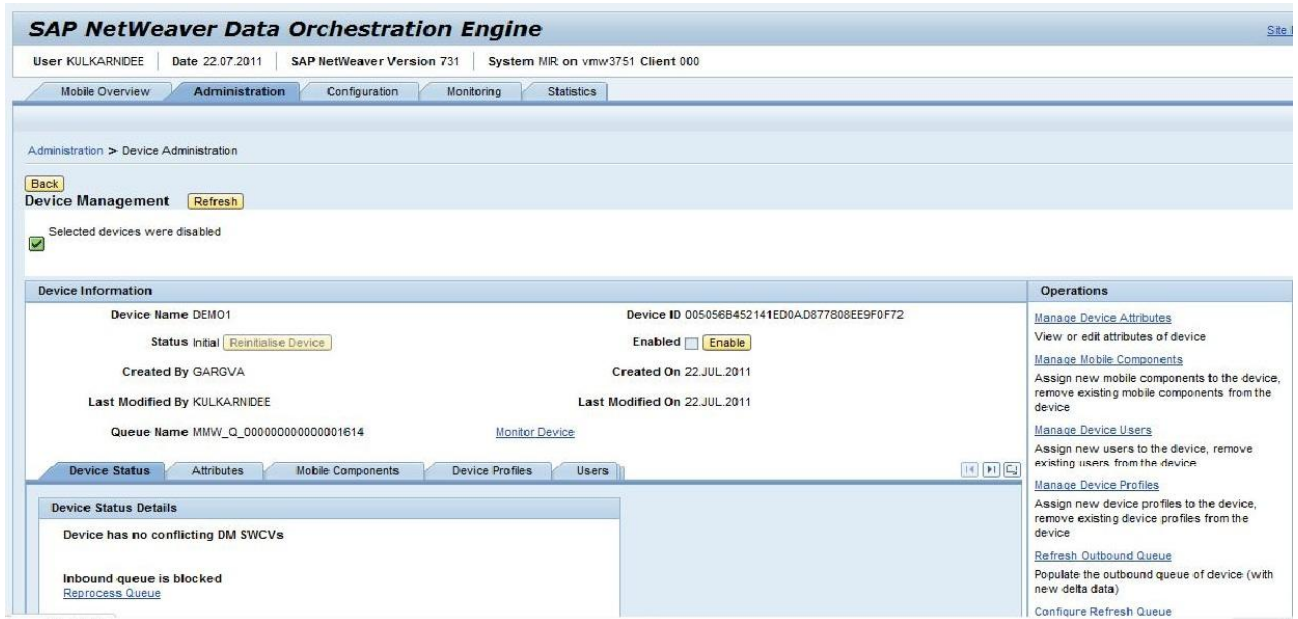 SAP NetWeaver Data Orchestration Engine
Site
User KULKARNIDEE Date 22.07.2011 SAP NetWeaver Version 731 System MIR on vmw3751 Client 000
Mobile Overview Administration Configuration Monitoring Statistics
Administration > Device Administration
Back
Device Management Refresh
Selected devices were disabled
Device Information
Device Name DEMO1 Device ID 005056B452141ED0AD877808EE9F0F72
Status Initial Reinitialise Device Enabled Enable
Created By GARGVA Created On 22.JUL.2011
Last Modified By KULKARNIDEE Last Modified On 22.JUL.2011
Queue Name MMW_Q_000000000000001614 Monitor Device
Device Status Attributes Mobile Components Device Profiles Users
Device Status Details
Device has no conflicting DM SWCVs
Inbound queue is blocked
Reprocess Queue
Operations
Manage Device Attributes
View or edit attributes of device
Manage Mobile Components
Assign new mobile components to the device,
remove existing mobile components from the
device
Manage Device Users
Assign new users to the device, remove
existing users from the device
Manage Device Profiles
Assign new device profiles to the device,
remove existing device profiles from the
device
Refresh Outbound Queue
Populate the outbound queue of device (with
new delta data)
Configure Refresh Queue